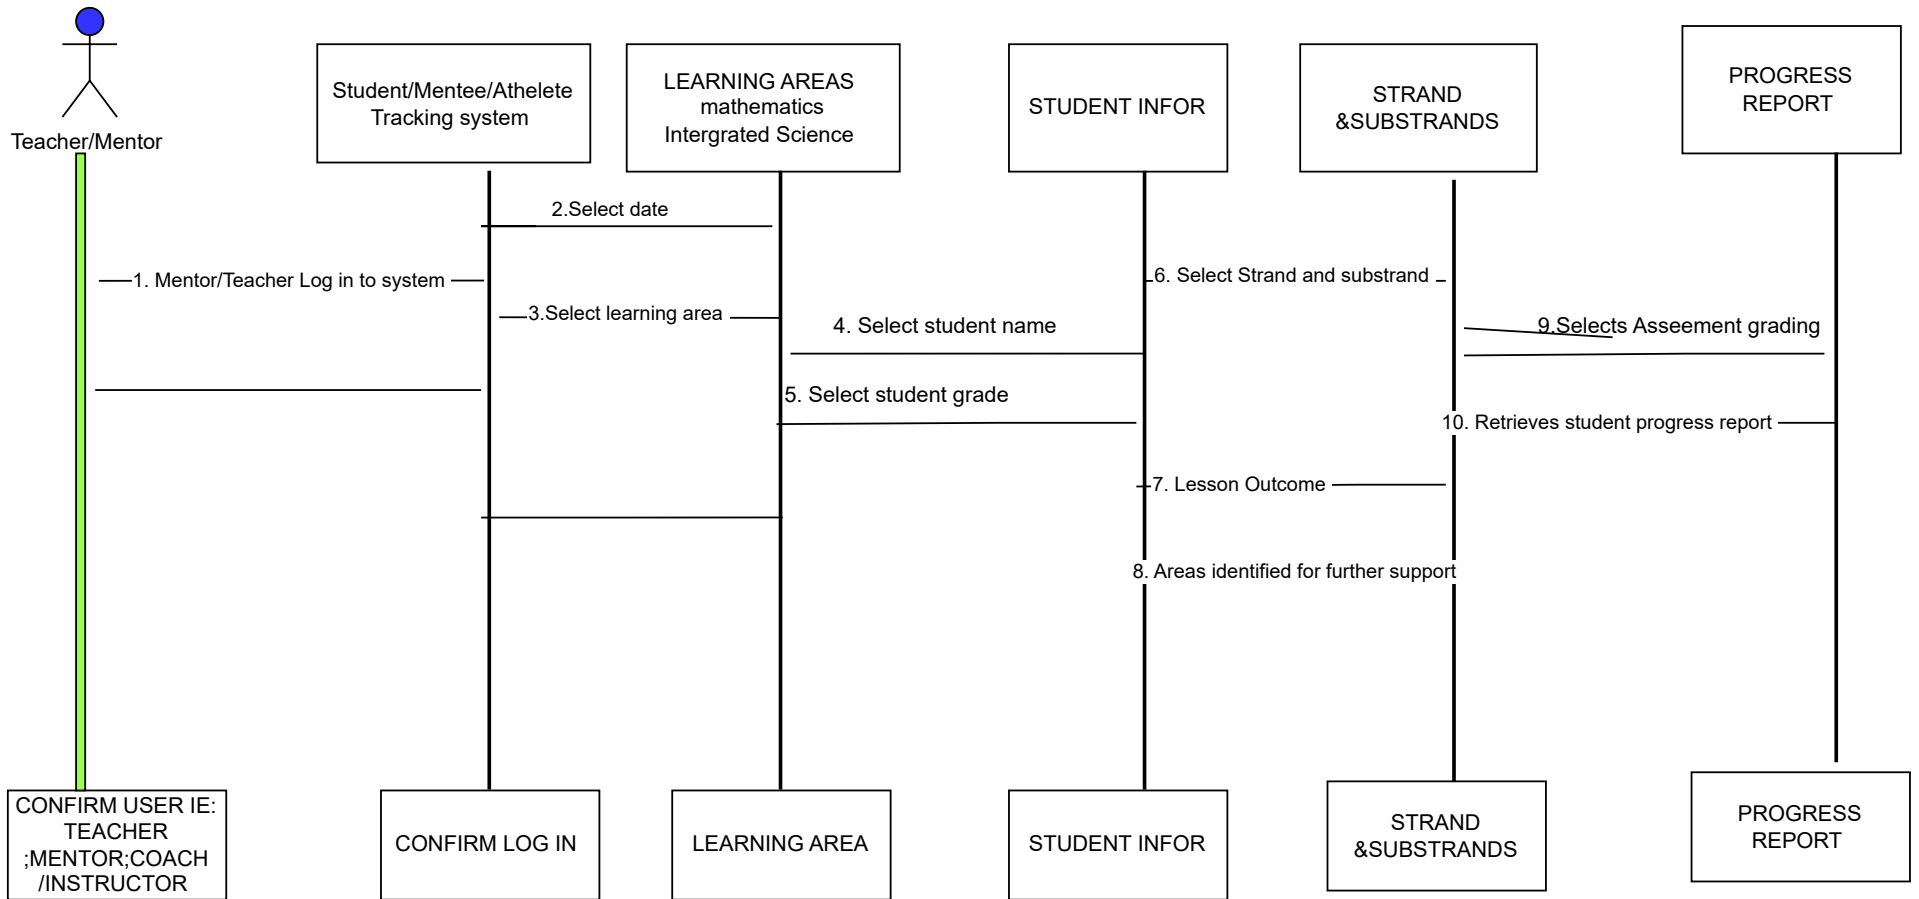 Teacher/Mentor
Student/Mentee/Athelete
Tracking system
LEARNING AREAS
mathematics
Intergrated Science
STUDENT INFOR
STRAND
&SUBSTRANDS
PROGRESS
REPORT
2.Select date
1. Mentor/Teacher Log in to system
3.Select learning area
4. Select student name
5. Select student grade
6. Select Strand and substrand
7. Lesson Outcome
8. Areas identified for further support
9.Selects Asseement grading
10. Retrieves student progress report
CONFIRM USER IE:
TEACHER
;MENTOR;COACH
/INSTRUCTOR
CONFIRM LOG IN
LEARNING AREA
STUDENT INFOR
STRAND
&SUBSTRANDS
PROGRESS
REPORT